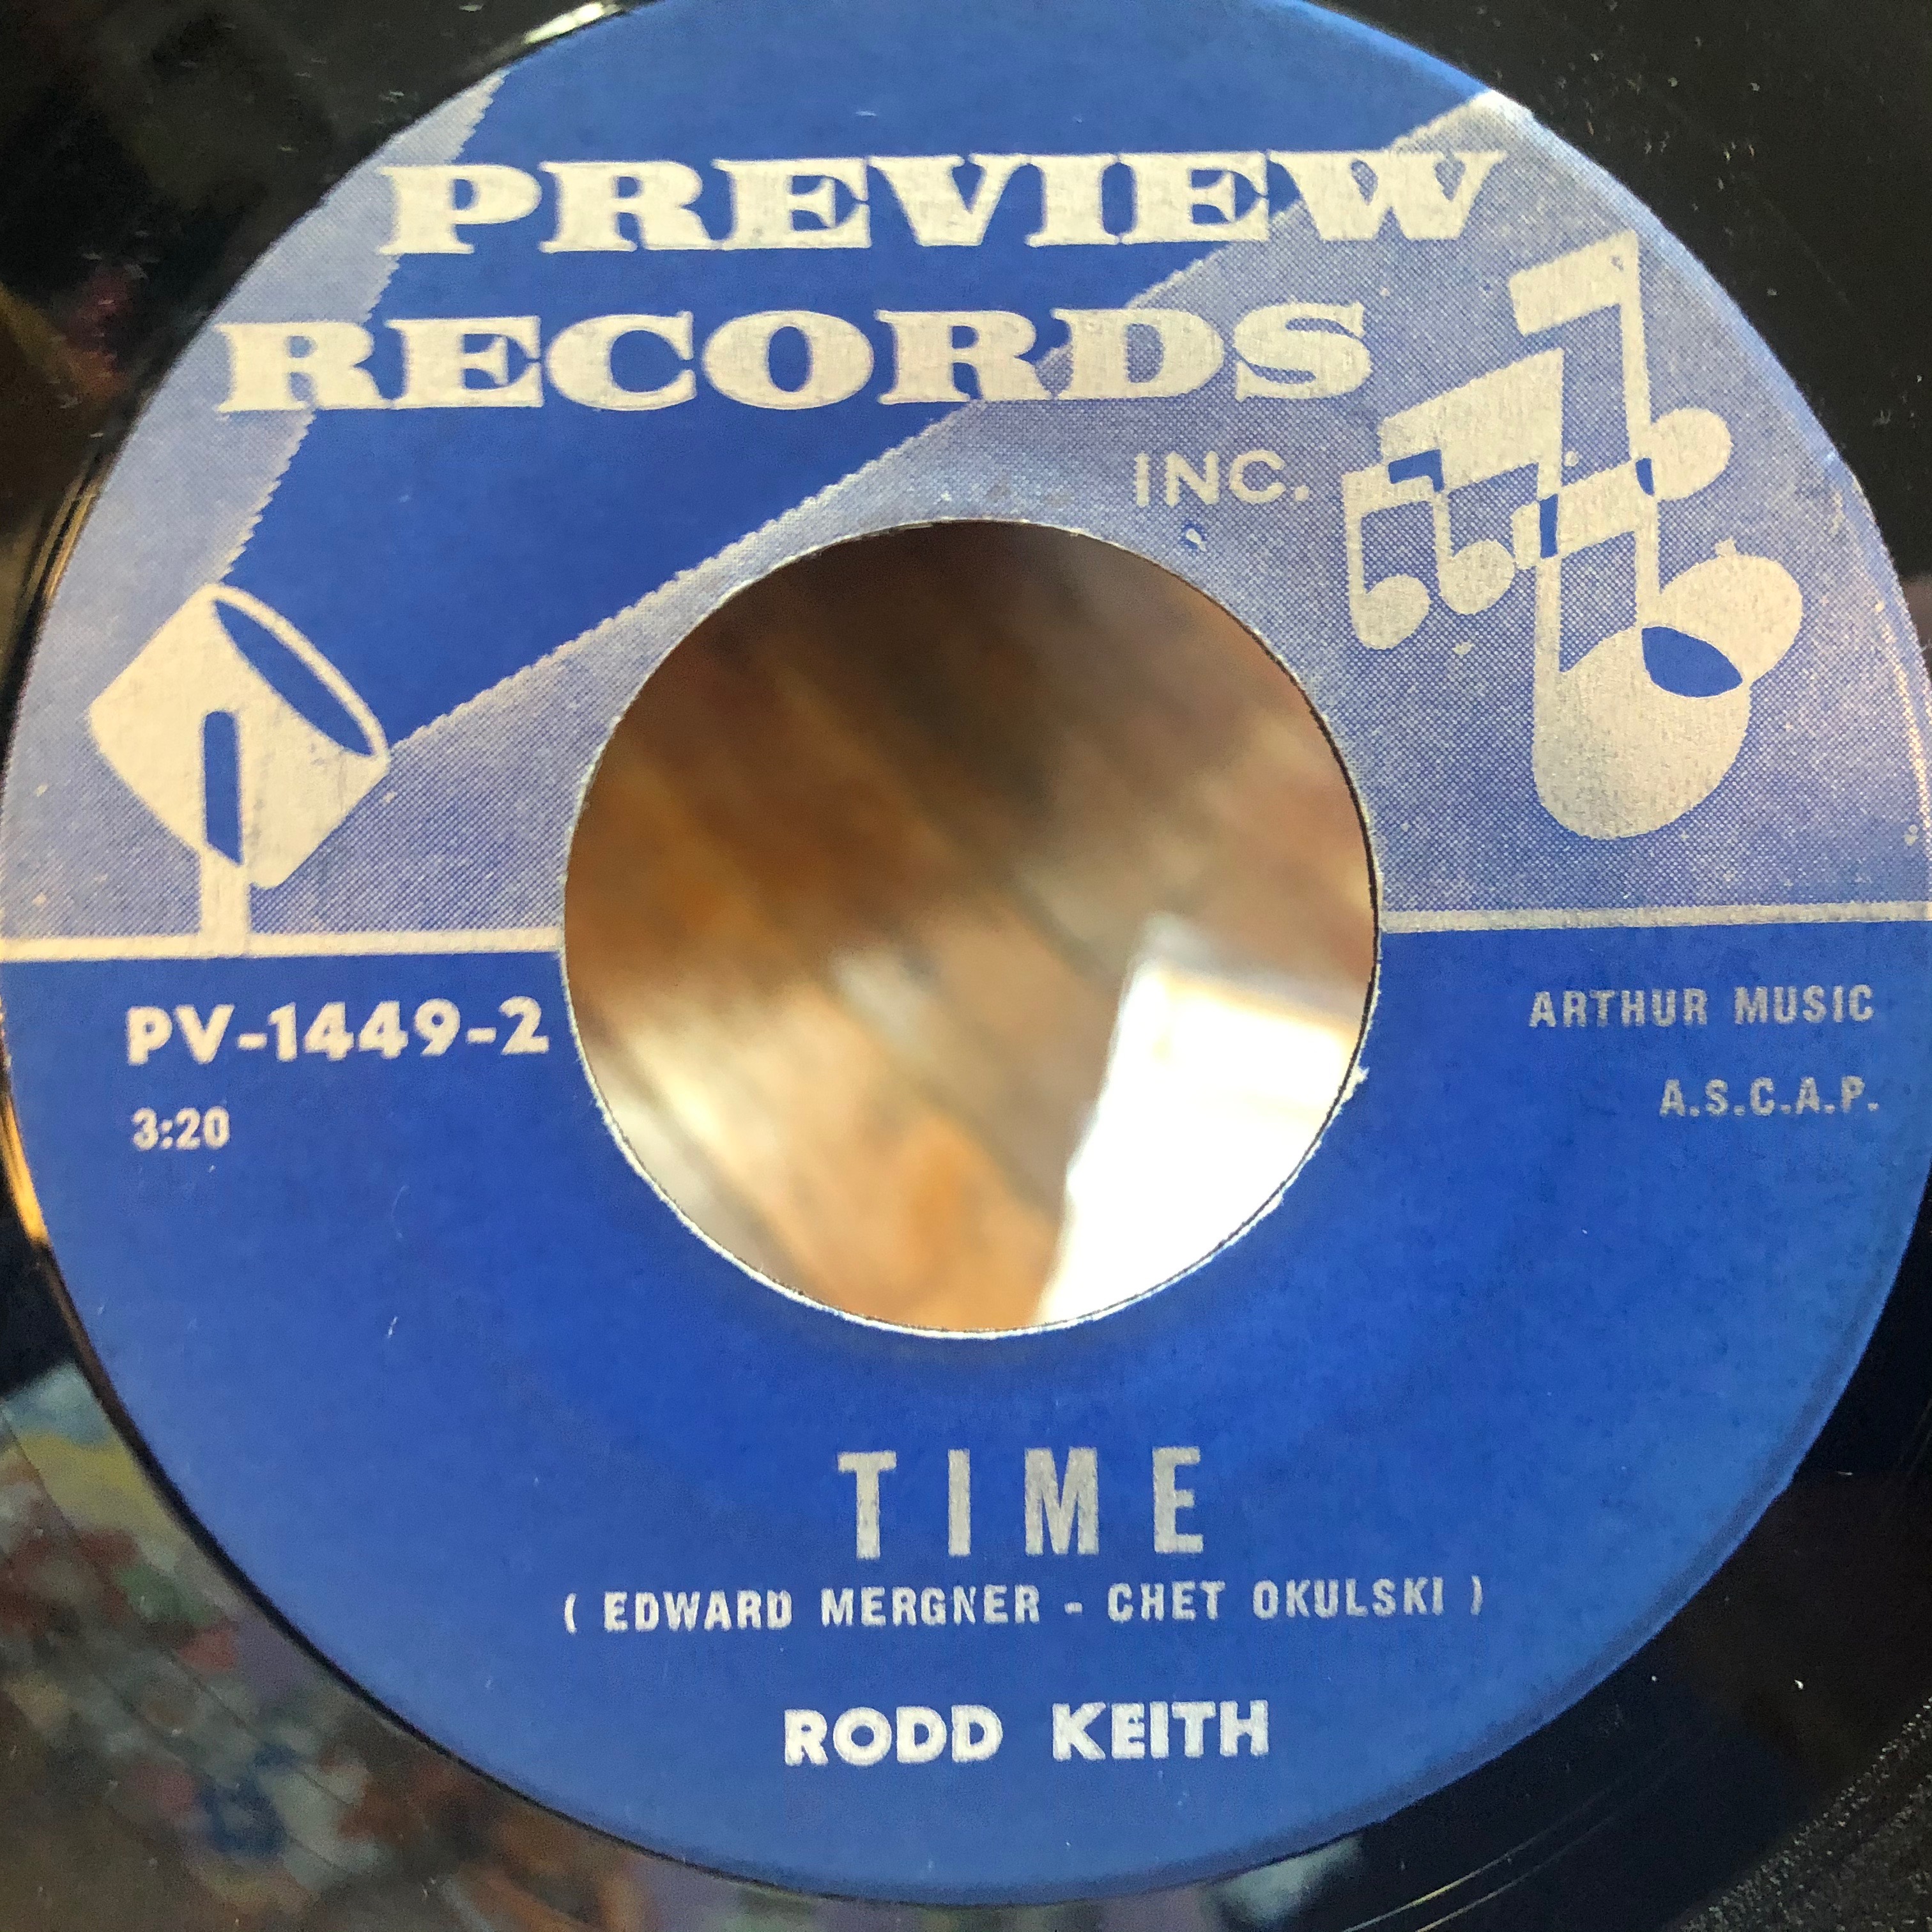 PREVIEW
RECORDS
INC.
PV-1449-2
3:20
ARTHUR MUSIC
A.S.C.A.P.
TIME
( EDWARD MERGNER - CHET OKULSKI )
RODD KEITH